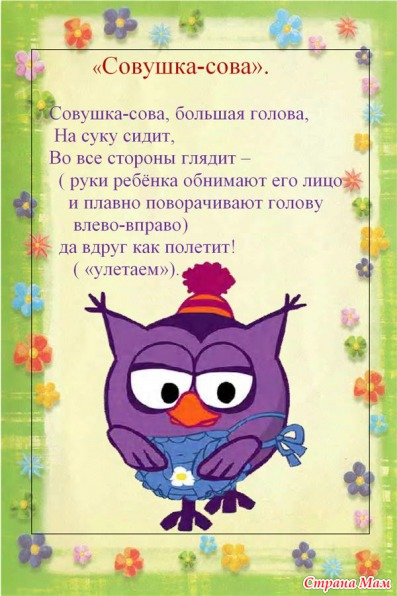 «Совушка-сова».
Совушка-сова, большая голова,
На суку сидит,
Во все стороны глядит –
( руки ребёнка обнимают его лицо
и плавно поворачивают голову
влево-вправо)
да вдруг как полетит!
( «улетаем»).
Страна Мам